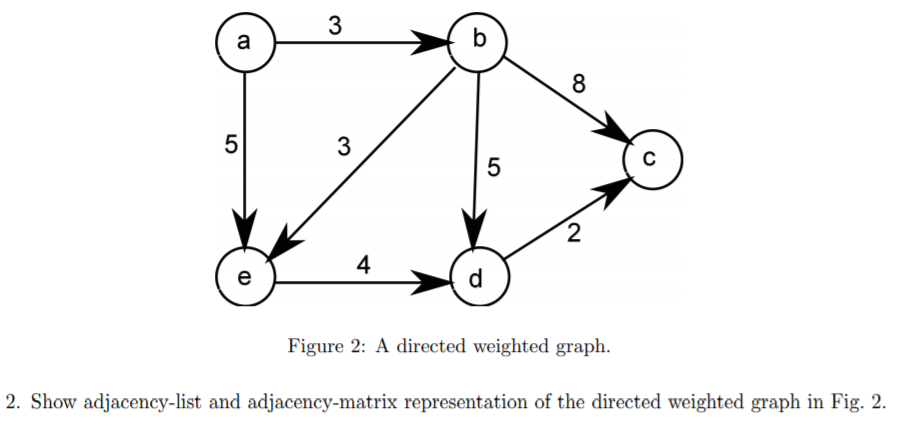 3
a
b
8
5
3
5
c
2
4
e
d
Figure 2: A directed weighted graph.
2. Show adjacency-list and adjacency-matrix representation of the directed weighted graph in Fig. 2.